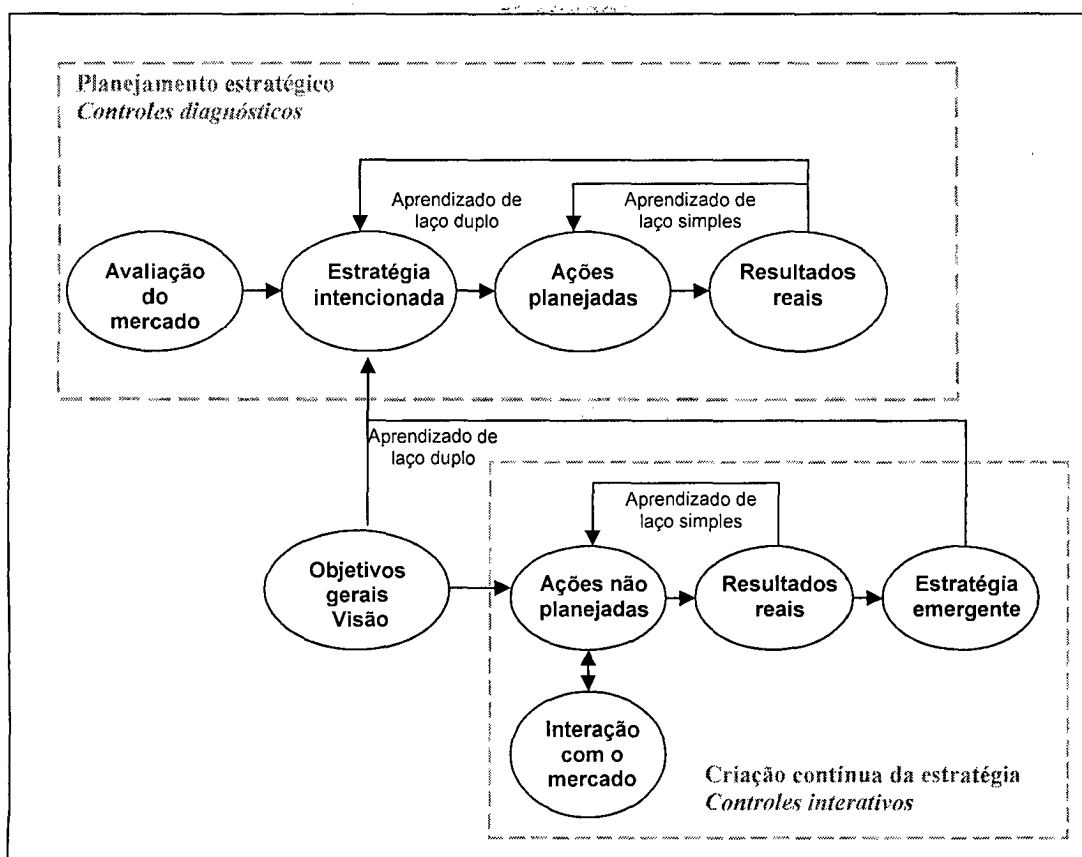 Planejamento estratégico
Controles diagnósticos
Aprendizado de
laço duplo
Aprendizado de
laço simples
Avaliação
do
mercado
Estratégia
intencionada
Ações
planejadas
Resultados
reais
Aprendizado de
laço duplo
Aprendizado de
laço simples
Objetivos
gerais
Visão
Ações não
planejadas
Resultados
reais
Estratégia
emergente
Interação
com o
mercado
Criação contínua da estratégia
Controles interativos